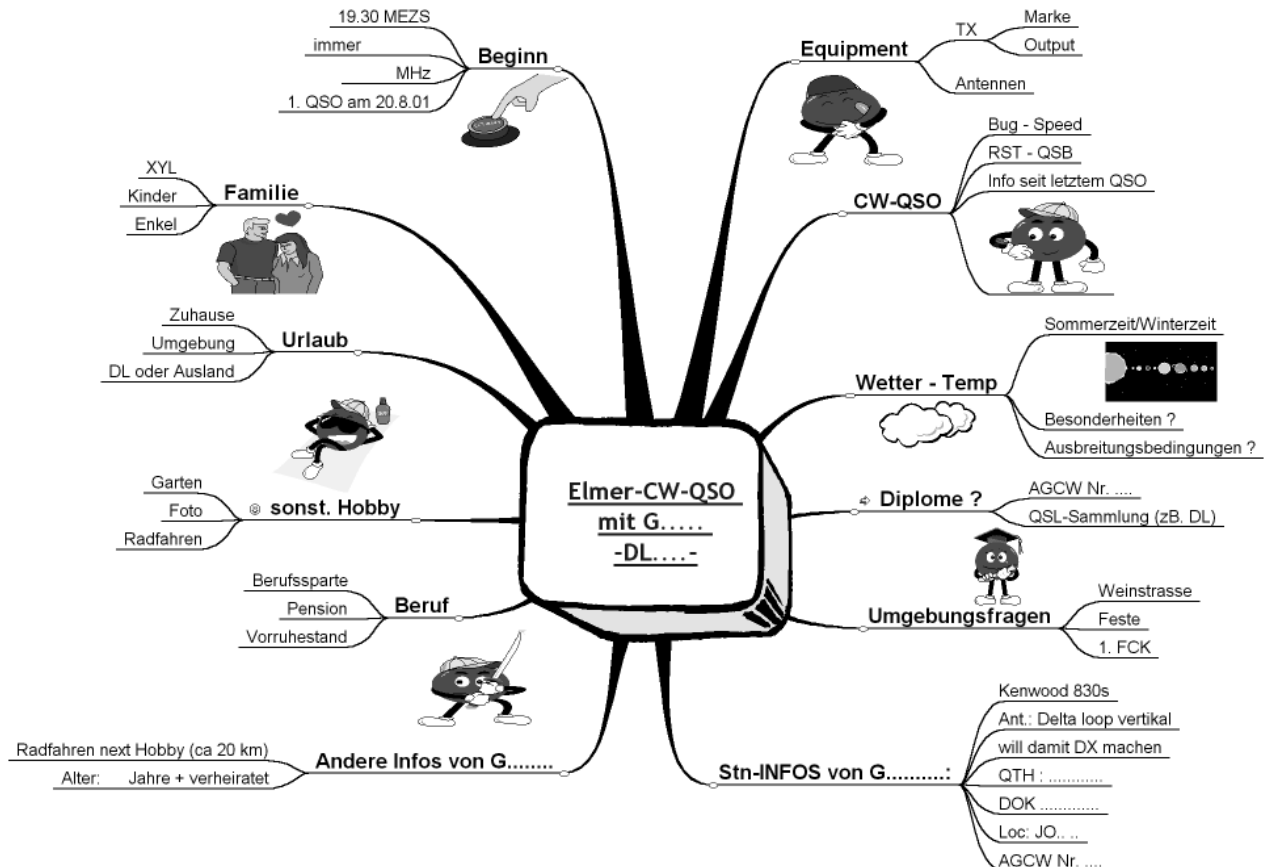 Elmer-CW-QSO
mit G.....
-DL....-
Beginn
19.30 MEZS
immer
MHz
1. QSO am 20.8.01
Familie
XYL
Kinder
Enkel
Urlaub
Zuhause
Umgebung
DL oder Ausland
sonst. Hobby
Garten
Foto
Radfahren
Beruf
Berufssparte
Pension
Vorruhestand
Andere Infos von G........
Radfahren next Hobby (ca 20 km)
Alter: Jahre + verheiratet
Equipment
TX
Marke
Output
Antennen
CW-QSO
Bug - Speed
RST - QSB
Info seit letztem QSO
Wetter - Temp
Sommerzeit/Winterzeit
Besonderheiten ?
Ausbreitungsbedingungen ?
Diplome ?
AGCW Nr. ....
QSL-Sammlung (zB. DL)
Umgebungsfragen
Weinstrasse
Feste
1. FCK
Stn-INFOS von G..........:
Kenwood 830s
Ant.: Delta loop vertikal
will damit DX machen
QTH : ............
DOK .............
Loc: JO.. ..
AGCW Nr. ....